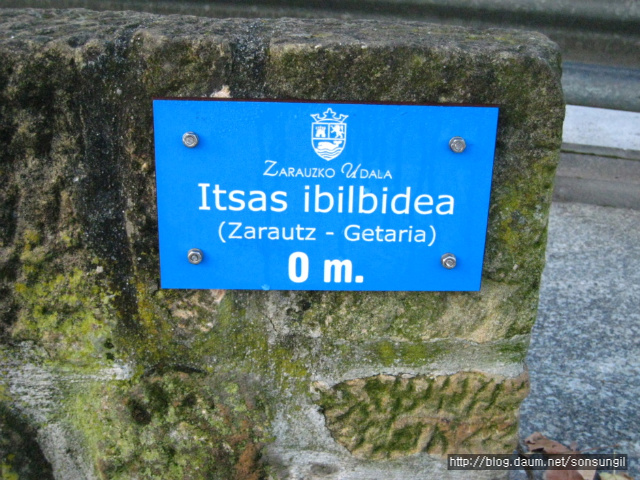 Zarauzko Udala
Itsas ibilbidea
(Zarautz - Getaria)
0 m.
http://blog.daum.net/sonsungil